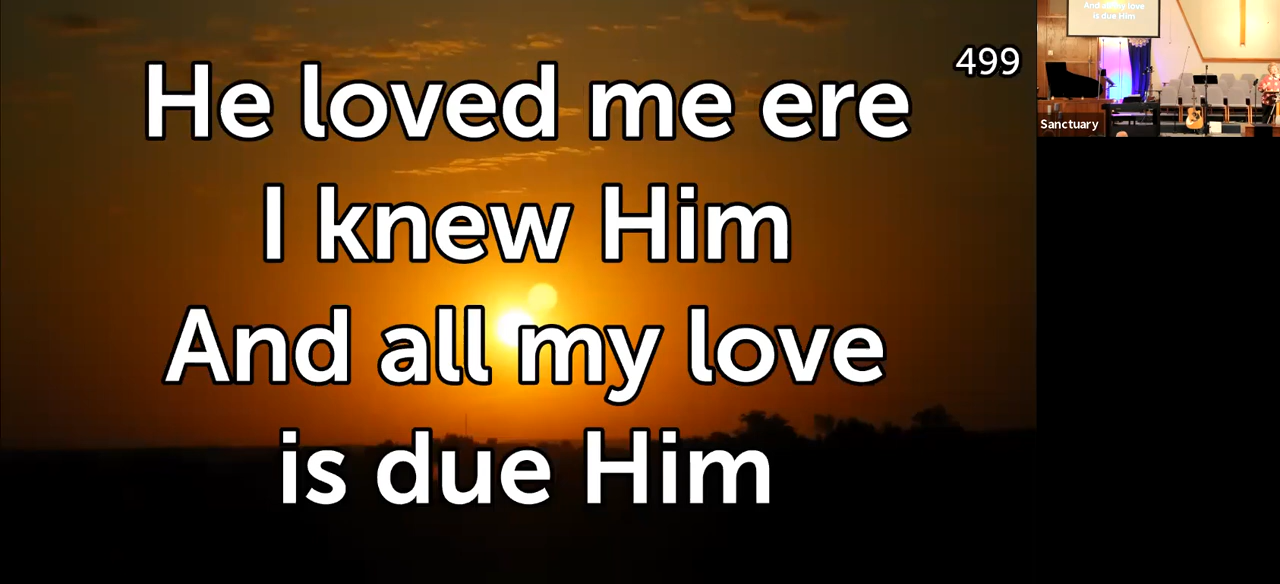 He loved me ere
I knew Him
And all my love
is due Him
499
And all my love
is due Him
Sanctuary